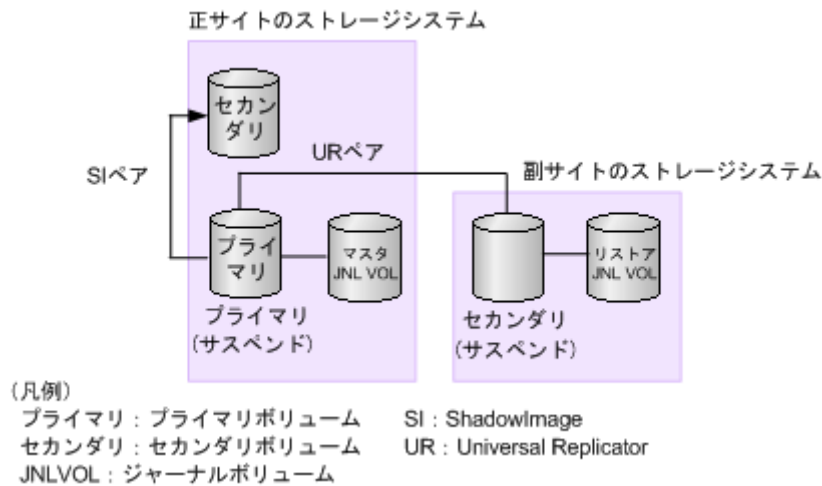 正サイトのストレージシステム
セカン
ダリ
URペア
SIペア
副サイトのストレージシステム
プライ
マリ
マスタ
JNL VOL
リストア
JNL VOL
プライマリ
(サスペンド)
セカンダリ
(サスペンド)
(凡例)
プライマリ：プライマリボリューム SI：ShadowImage
セカンダリ：セカンダリボリューム UR：Universal Replicator
JNLVOL：ジャーナルボリューム